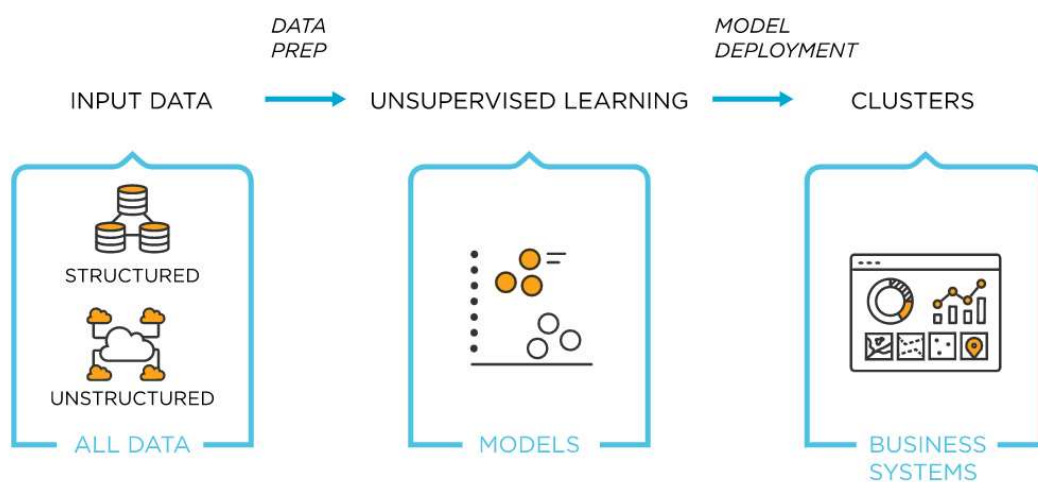 DATA
PREP
MODEL
DEPLOYMENT
INPUT DATA
UNSUPERVISED LEARNING
CLUSTERS
STRUCTURED
UNSTRUCTURED
ALL DATA
MODELS
BUSINESS
SYSTEMS